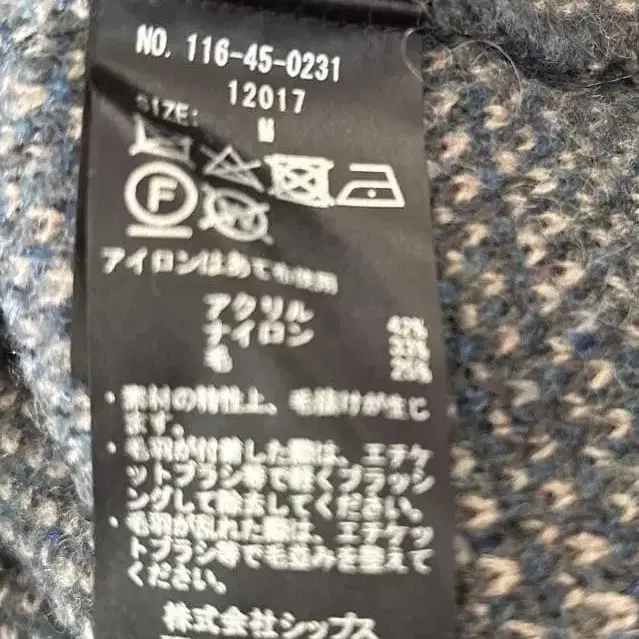 NO. 116-45-0231
12017
SIZE: M
F
アイロンはあて布使用
アクリル 42%
ナイロン 33%
毛 25%
・素材の特性上、毛抜けが生じ
ます。
・毛羽が付着した際は、エチケ
ットブラシ等で軽くブラッシ
ングして除去してください。
・毛羽が乱れた際は、エチケッ
トブラシ等で毛並みを整えて
ください。
株式会社シップス